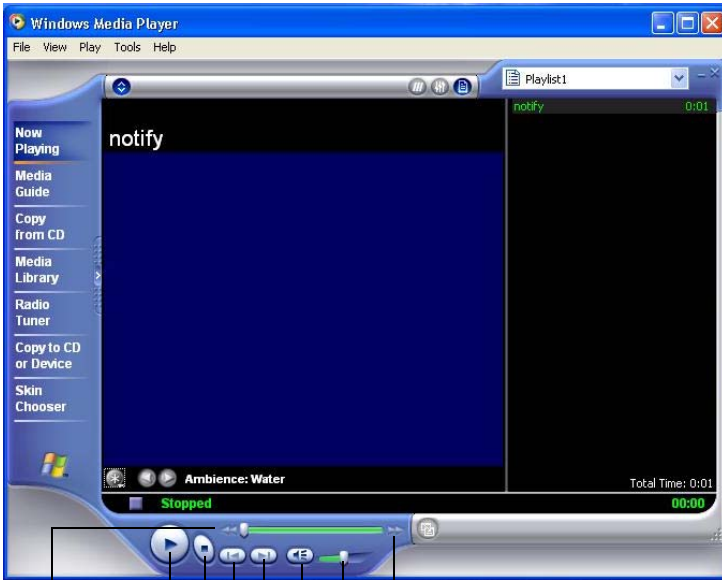 Windows Media Player
File View Play Tools Help
Playlist1
notify 0:01
notify
Now
Playing
Media
Guide
Copy
from CD
Media
Library
Radio
Tuner
Copy to CD
or Device
Skin
Chooser
Ambience: Water
Total Time: 0:01
Stopped 00:00